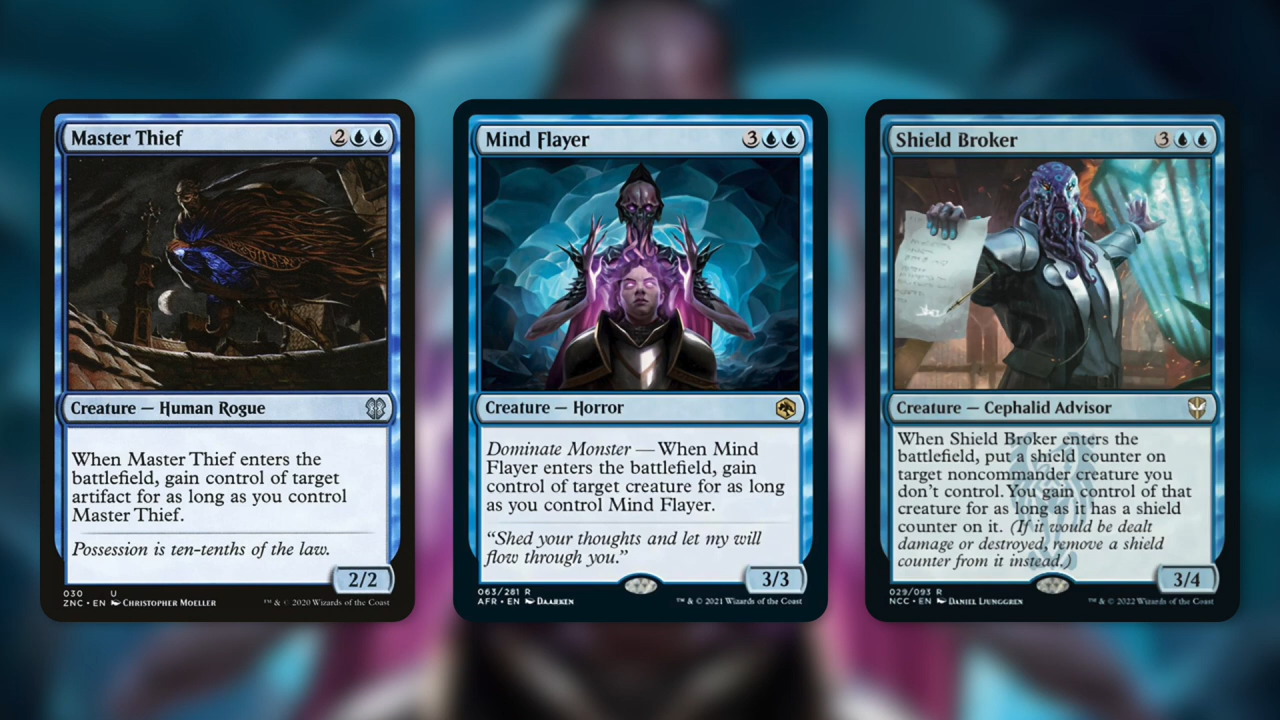 Master Thief 2
Creature — Human Rogue
When Master Thief enters the
battlefield, gain control of target
artifact for as long as you control
Master Thief.
Possession is ten-tenths of the law.
2/2
030 U
ZNC • EN Christopher Moeller ™ & © 2020 Wizards of the Coast
Mind Flayer 3
Creature — Horror
Dominate Monster — When Mind
Flayer enters the battlefield, gain
control of target creature for as long
as you control Mind Flayer.
“Shed your thoughts and let my will
flow through you.”
3/3
063/281 R
AFR • EN Daarken ™ & © 2021 Wizards of the Coast
Shield Broker 3
Creature — Cephalid Advisor
When Shield Broker enters the
battlefield, put a shield counter on
target noncommander creature you
don’t control. You gain control of that
creature for as long as it has a shield
counter on it. (If it would be dealt
damage or destroyed, remove a shield
counter from it instead.)
3/4
029/093 R
NCC • EN Daniel Ljunggren ™ & © 2022 Wizards of the Coast